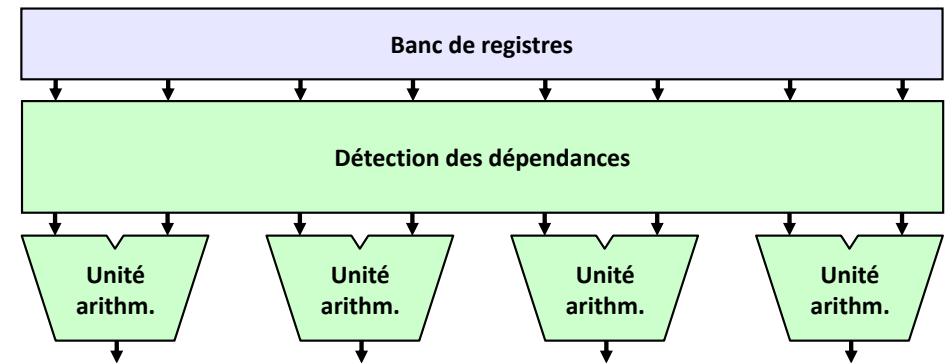 Banc de registres
Détection des dépendances
Unité
arithm.
Unité
arithm.
Unité
arithm.
Unité
arithm.